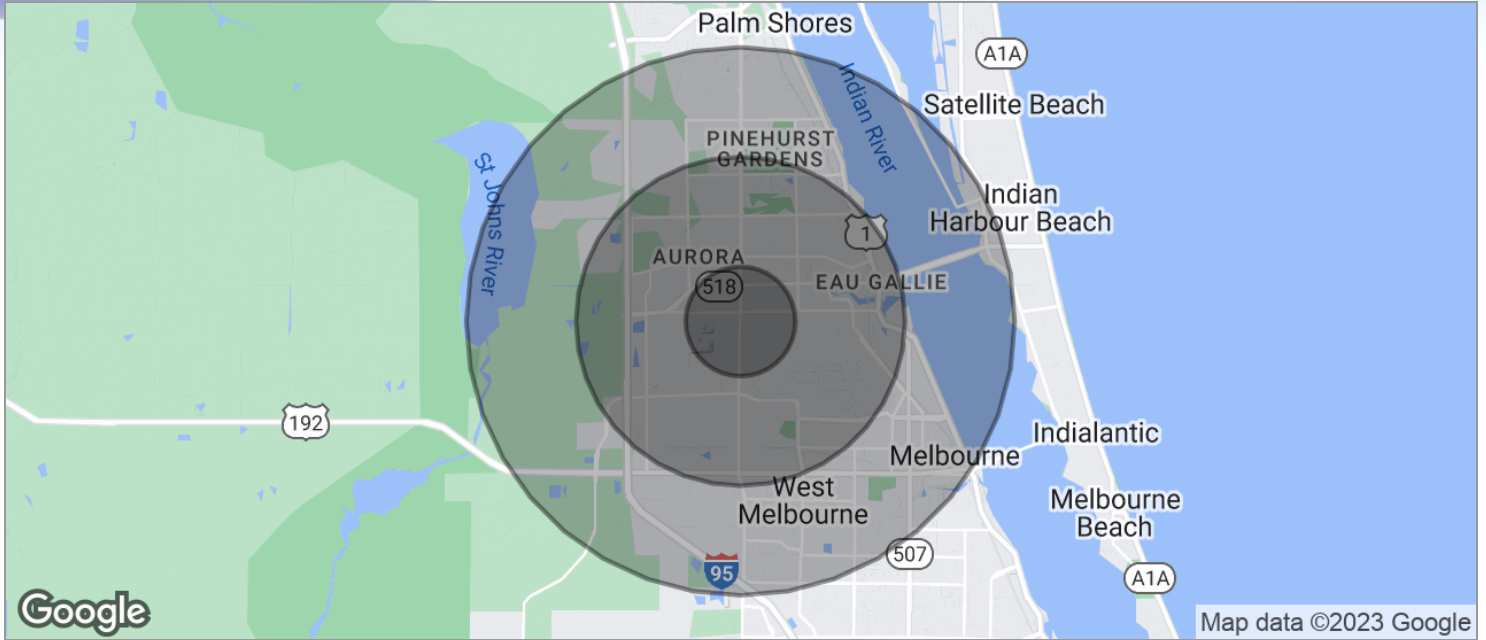 Palm Shores
A1A
Indian River
Satellite Beach
PINEHURST
GARDENS
St Johns River
Indian
Harbour Beach
1
AURORA
518
EAU GALLIE
192
Indialantic
Melbourne
West
Melbourne
Melbourne
Beach
507
95
A1A
Google
Map data ©2023 Google